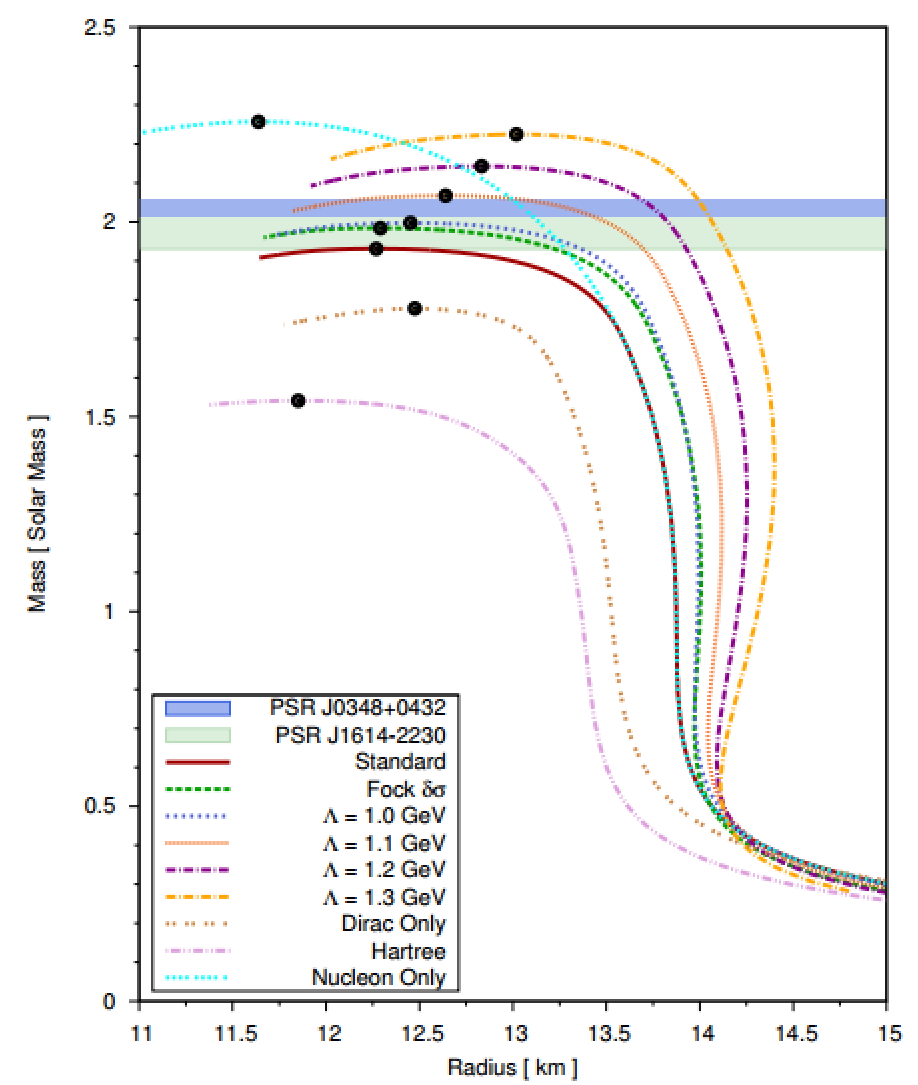 2.5
2
1.5
1
0.5
0
Mass [ Solar Mass ]
PSR J0348+0432
PSR J1614-2230
Standard
Fock δσ
Λ = 1.0 GeV
Λ = 1.1 GeV
Λ = 1.2 GeV
Λ = 1.3 GeV
Dirac Only
Hartree
Nucleon Only
11 11.5 12 12.5 13 13.5 14 14.5 15
Radius [ km ]